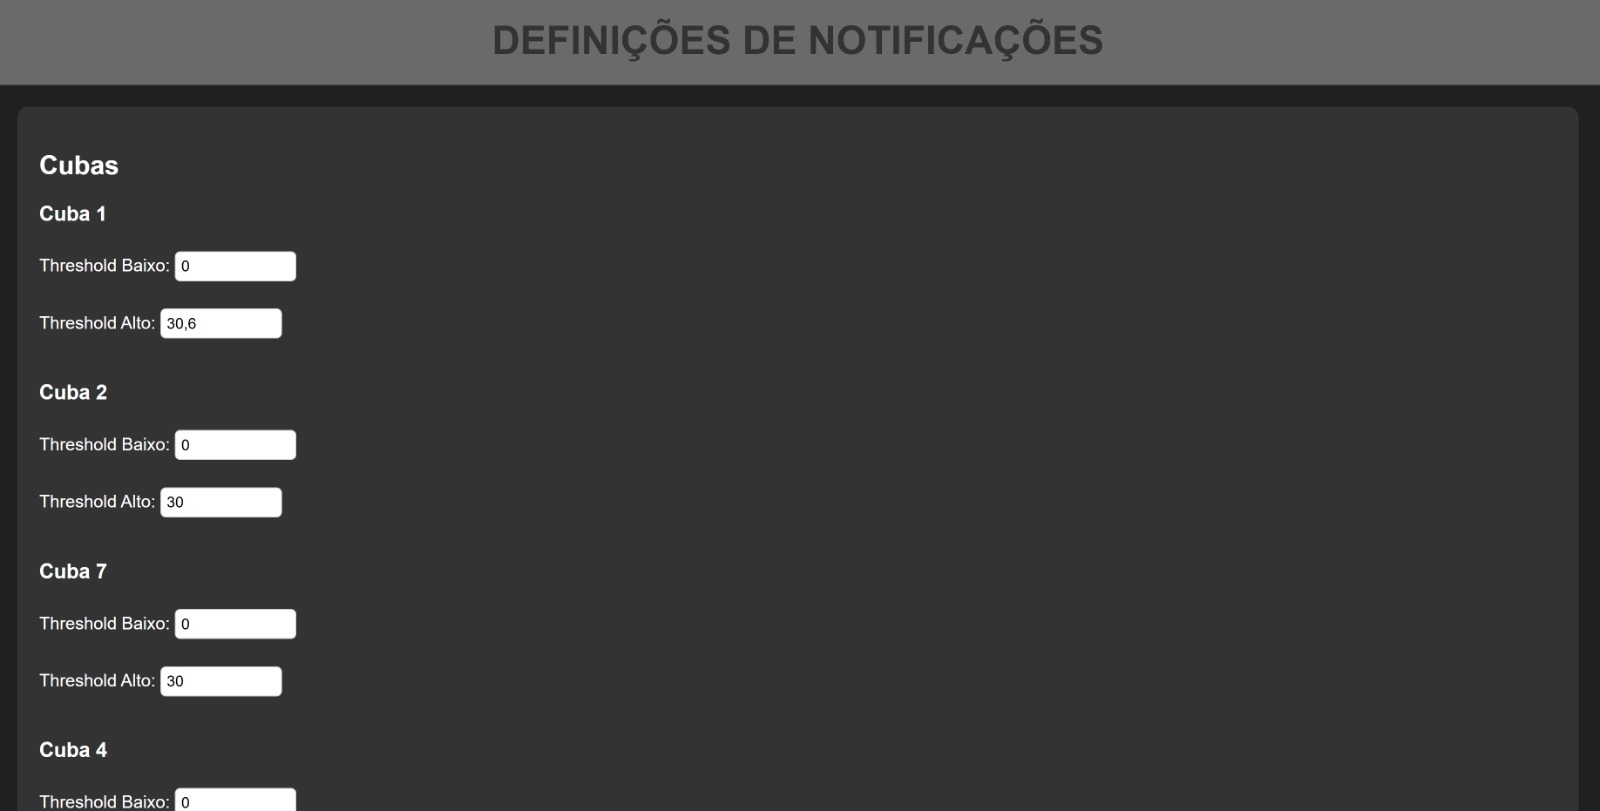 DEFINIÇÕES DE NOTIFICAÇÕES
Cubas
Cuba 1
Threshold Baixo: 0
Threshold Alto: 30,6
Cuba 2
Threshold Baixo: 0
Threshold Alto: 30
Cuba 7
Threshold Baixo: 0
Threshold Alto: 30
Cuba 4
Threshold Baixo: 0